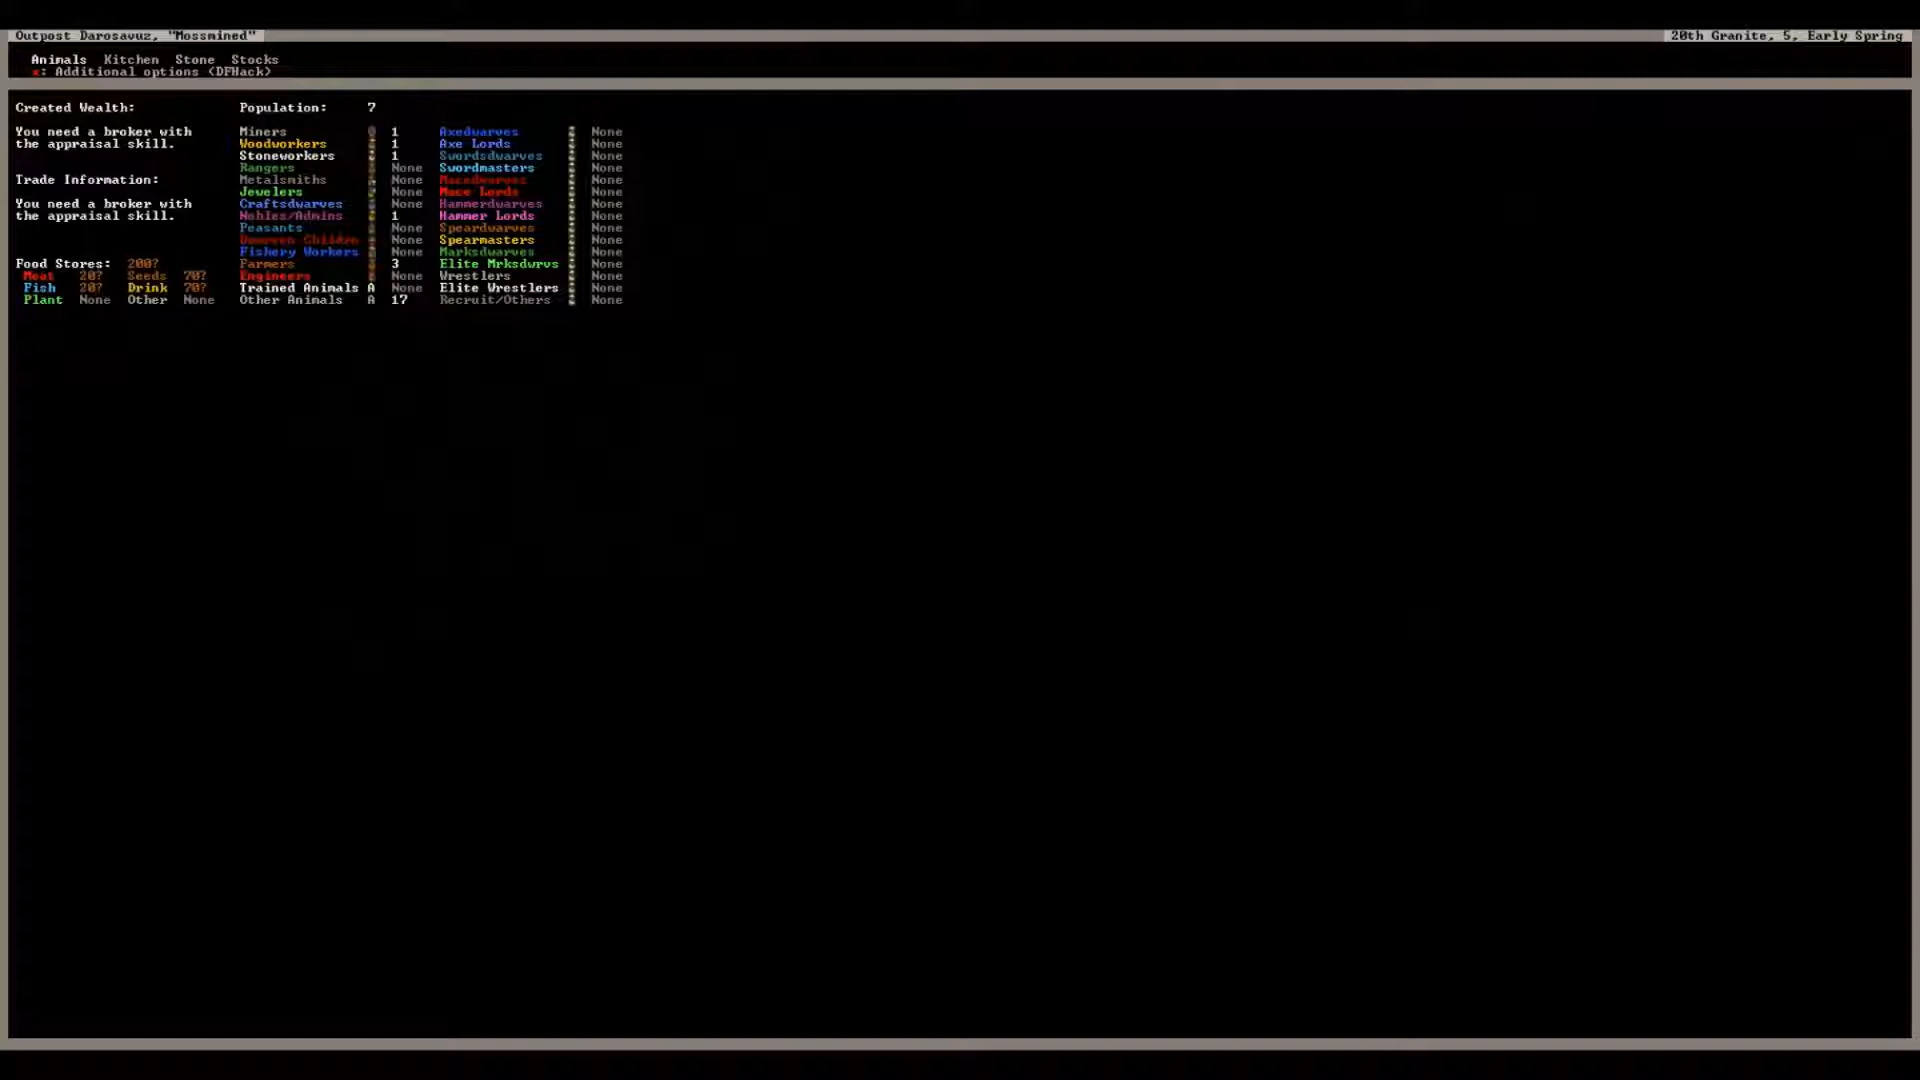 Outpost Darosavuz, "Mossmined" 20th Granite, 5, Early Spring
Animals Kitchen Stone Stocks
x: Additional options (DFHack)
Created Wealth: Population: 7
You need a broker with Miners 1 Axedwarves None
the appraisal skill. Woodworkers 1 Axe Lords None
Stoneworkers 1 Swordsdwarves None
Rangers None Swordmasters None
Trade Information: Metalsmiths None Macedwarves None
Jewelers None Mace Lords None
You need a broker with Craftsdwarves None Hammerdwarves None
the appraisal skill. Nobles/Admins 1 Hammer Lords None
Peasants None Speardwarves None
Dwarven Childrn None Spearmasters None
Fishery Workers None Marksdwarves None
Food Stores: 200? Farmers 3 Elite Mrksdwrvs None
Meat 20? Seeds 70? Engineers None Wrestlers None
Fish 20? Drink 70? Trained Animals A None Elite Wrestlers None
Plant None Other None Other Animals A 17 Recruit/Others None